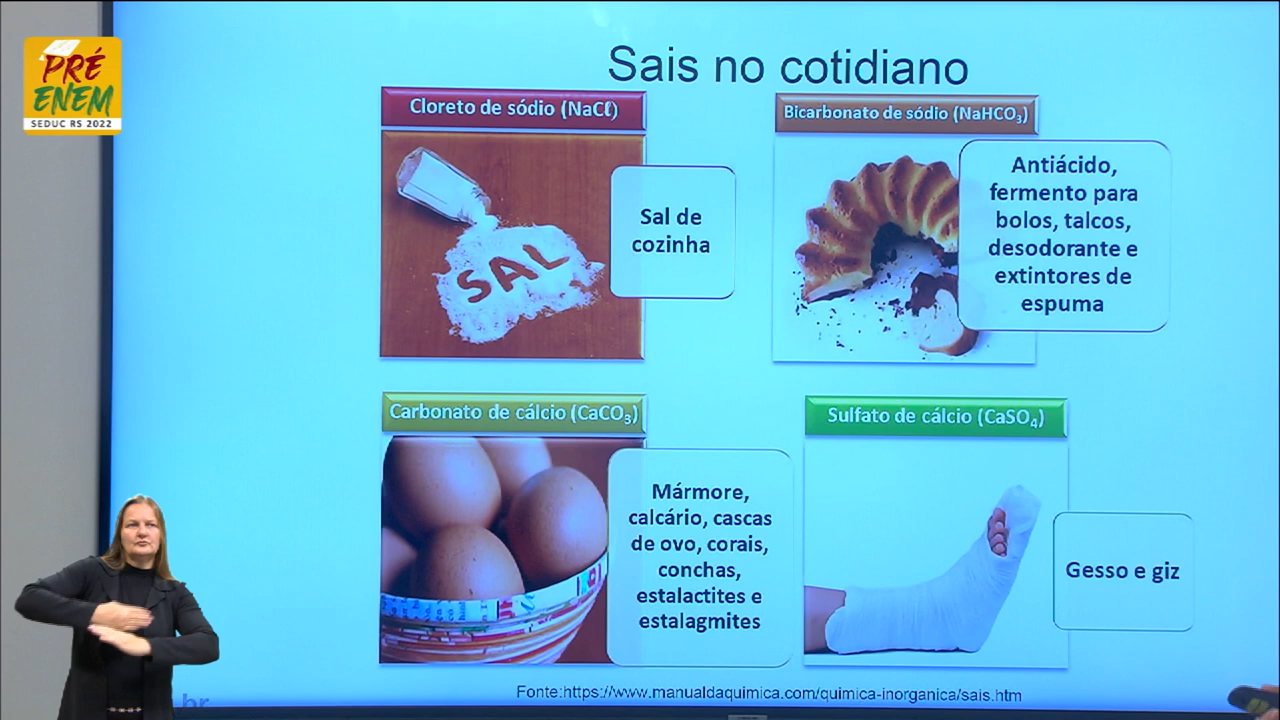 PRÉ
ENEM
SEDUC RS 2022
Sais no cotidiano
Cloreto de sódio (NaCℓ)
SAL
Sal de
cozinha
Bicarbonato de sódio (NaHCO₃)
Antiácido,
fermento para
bolos, talcos,
desodorante e
extintores de
espuma
Carbonato de cálcio (CaCO₃)
Mármore,
calcário, cascas
de ovo, corais,
conchas,
estalactites e
estalagmites
Sulfato de cálcio (CaSO₄)
Gesso e giz
Fonte:https://www.manualdaquimica.com/quimica-inorganica/sais.htm
br